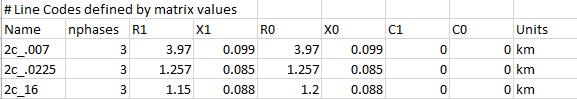 # Line Codes defined by matrix values
Name nphases R1 X1 R0 X0 C1 C0 Units
2c_.007 3 3.97 0.099 3.97 0.099 0 0 km
2c_.0225 3 1.257 0.085 1.257 0.085 0 0 km
2c_16 3 1.15 0.088 1.2 0.088 0 0 km